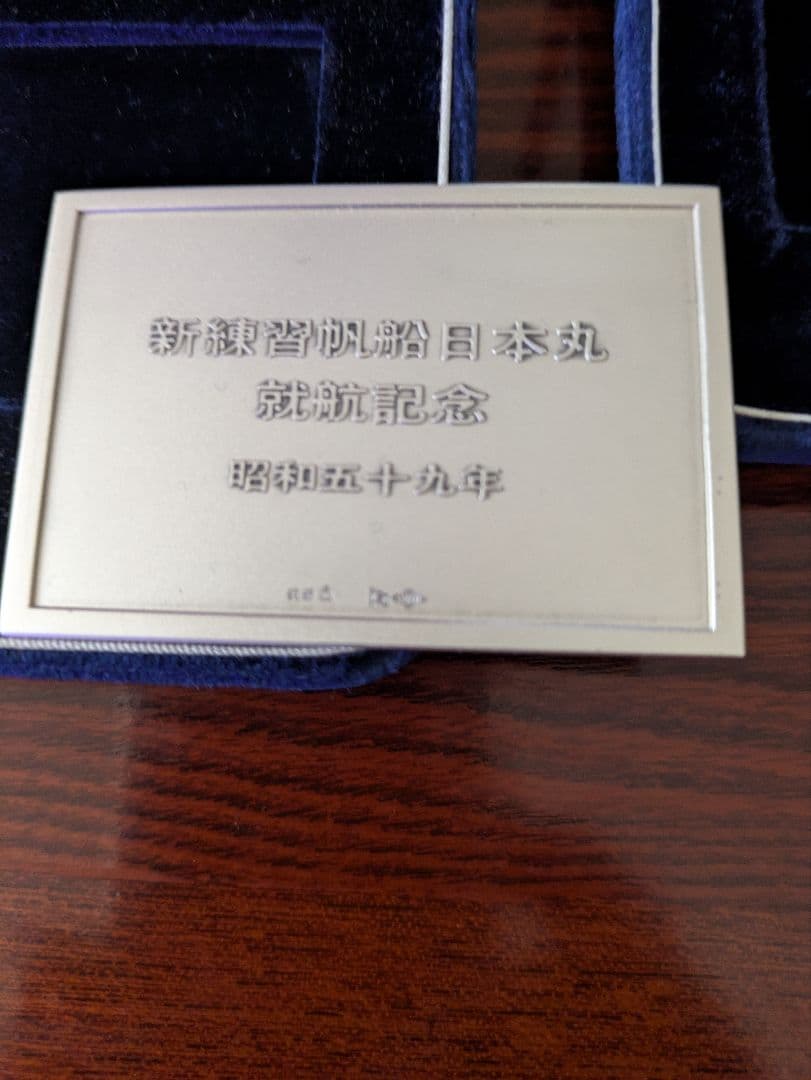 新練習帆船日本丸
就航記念
昭和五十九年